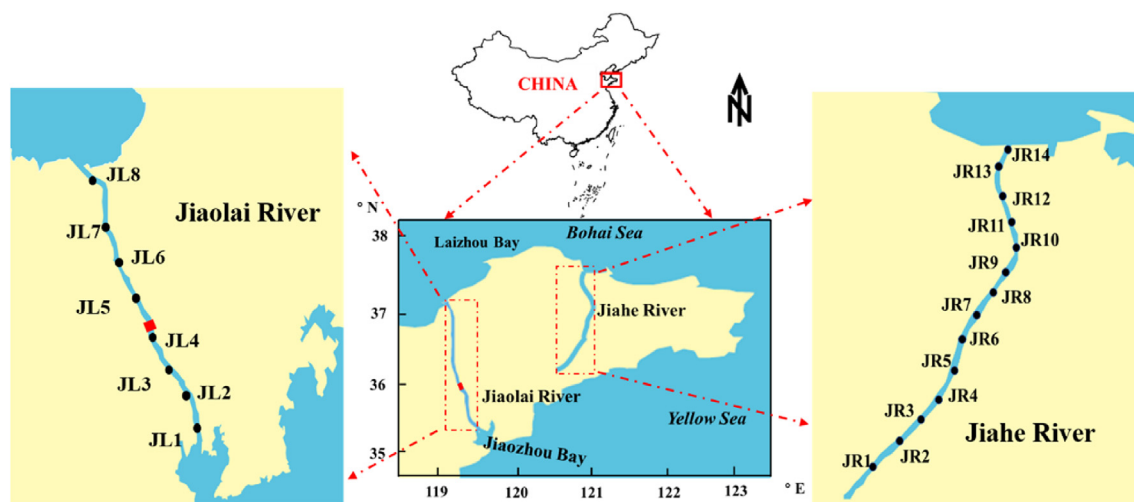 CHINA
N
JL8
Jiaolai River
JL7
JL6
JL5
JL4
JL3
JL2
JL1
° N
38
37
36
35
Laizhou Bay
Bohai Sea
Jiahe River
Jiaolai River
Yellow Sea
Jiaozhou Bay
119
120
121
122
123
° E
JR14
JR13
JR12
JR11
JR10
JR9
JR8
JR7
JR6
JR5
JR4
JR3
JR2
JR1
Jiahe River